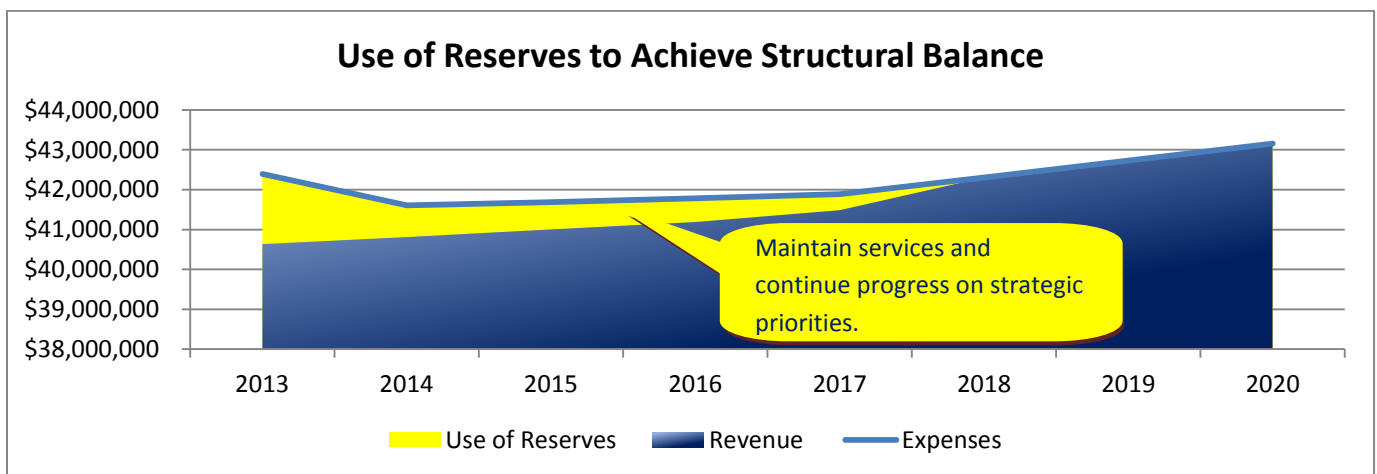 Use of Reserves to Achieve Structural Balance
$44,000,000
$43,000,000
$42,000,000
$41,000,000
$40,000,000
$39,000,000
$38,000,000
Maintain services and
continue progress on strategic
priorities.
2013 2014 2015 2016 2017 2018 2019 2020
Use of Reserves Revenue Expenses